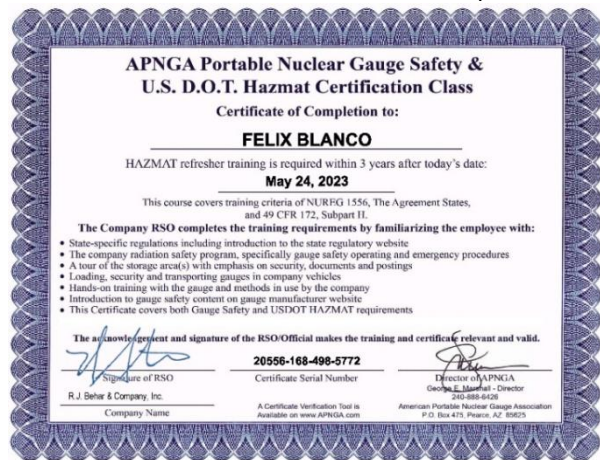 APNGA Portable Nuclear Gauge Safety &
U.S. D.O.T. Hazmat Certification Class
Certificate of Completion to:
FELIX BLANCO
HAZMAT refresher training is required within 3 years after today's date:
May 24, 2023
This course covers training criteria of NUREG 1556, The Agreement States,
and 49 CFR 172, Subpart H.
The Company RSO completes the training requirements by familiarizing the employee with:
• State-specific regulations including introduction to the state regulatory website
• The company radiation safety program, specifically gauge safety operating and emergency procedures
• A tour of the storage area(s) with emphasis on security, documents and postings
• Loading, security and transporting gauges in company vehicles
• Hands-on training with the gauge and methods in use by the company
• Introduction to gauge safety content on gauge manufacturer website
• This Certificate covers both Gauge Safety and USDOT HAZMAT requirements
The acknowledgement and signature of the RSO/Official makes the training and certificate relevant and valid.
Signature of RSO
R.J. Behar & Company, Inc.
Company Name
20556-168-498-5772
Certificate Serial Number
A Certificate Verification Tool is
Available on www.APNGA.com
Director of APNGA
George E. Marshall - Director
240-888-6426
American Portable Nuclear Gauge Association
P.O. Box 475, Pearce, AZ 85625